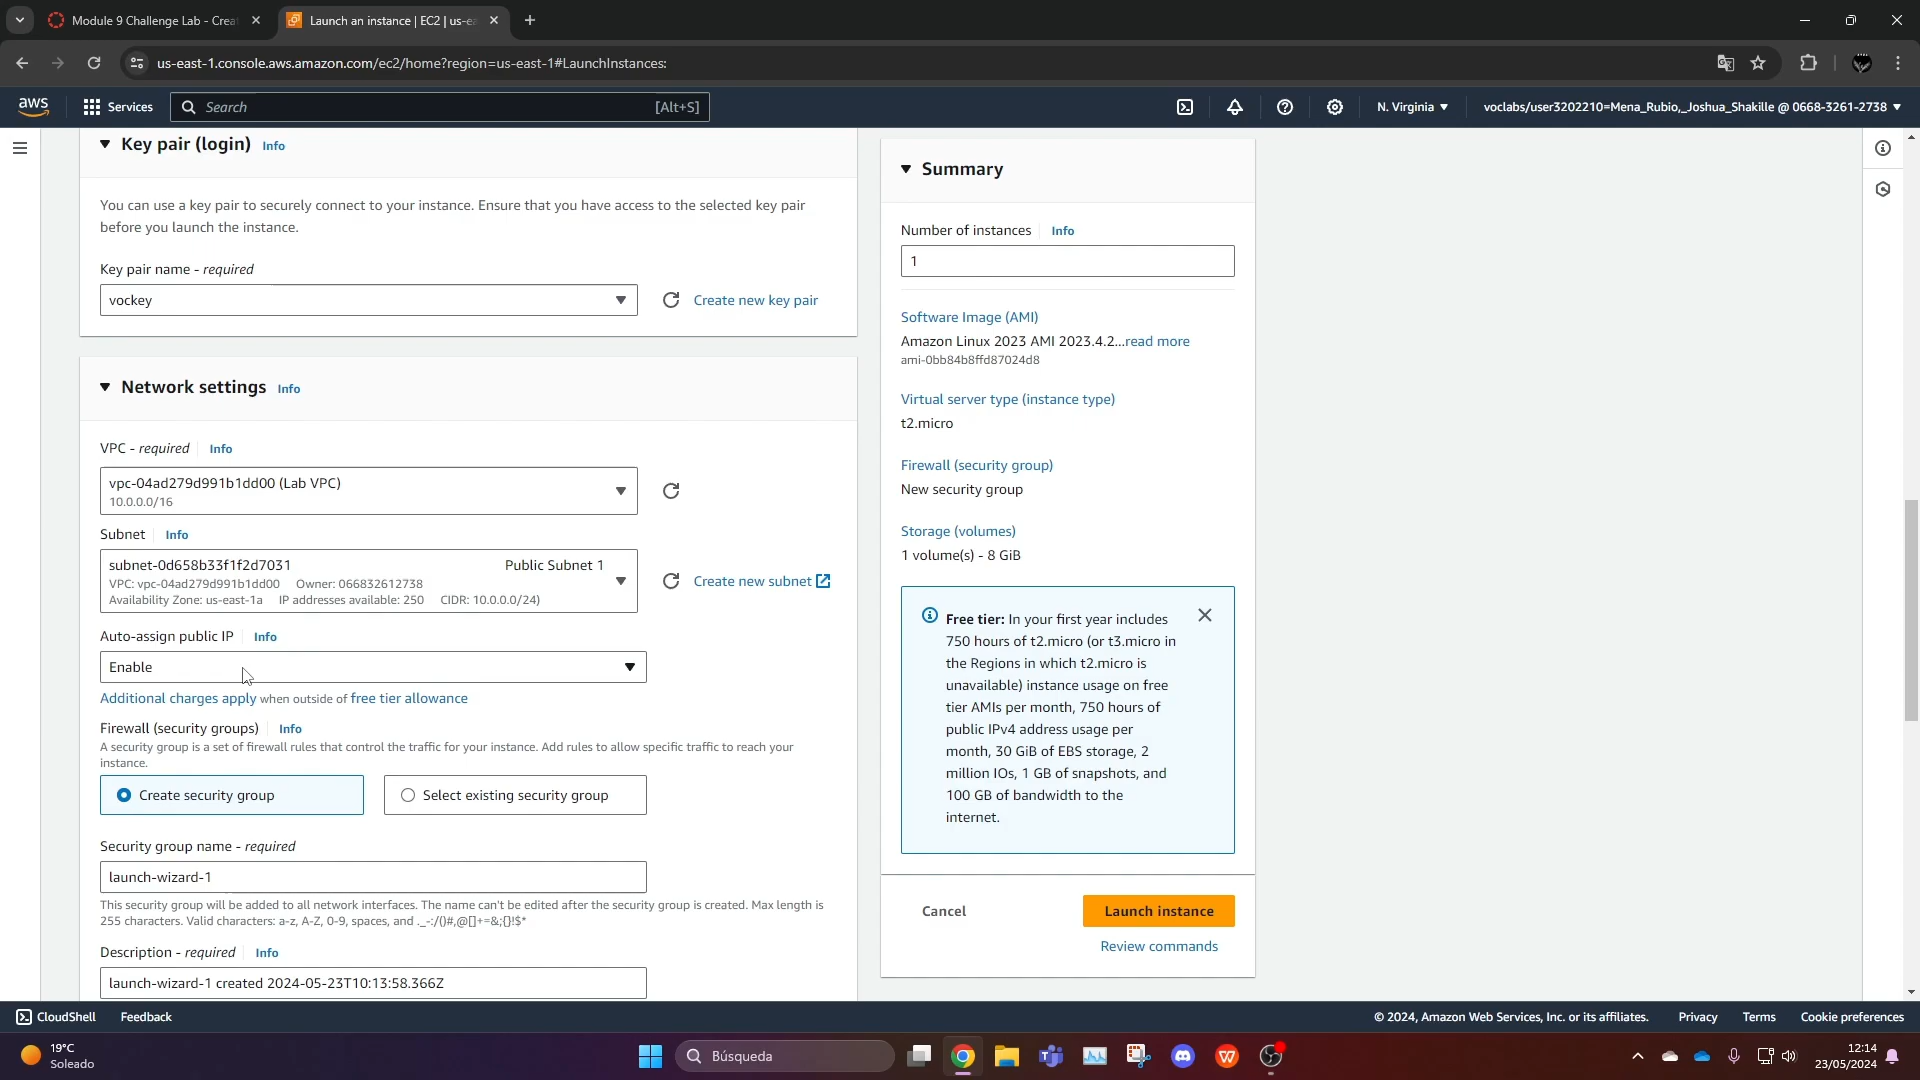 Module 9 Challenge Lab - Crea
Launch an instance | EC2 | us-ea
us-east-1.console.aws.amazon.com/ec2/home?region=us-east-1#LaunchInstances:
aws
Services
Search
[Alt+S]
N. Virginia
voclabs/user3202210=Mena_Rubio,_Joshua_Shakille @ 0668-3261-2738
Key pair (login) Info
You can use a key pair to securely connect to your instance. Ensure that you have access to the selected key pair
before you launch the instance.
Key pair name - required
vockey
Create new key pair
Network settings Info
VPC - required Info
vpc-04ad279d991b1dd00 (Lab VPC)
10.0.0.0/16
Subnet Info
subnet-0d658b33f1f2d7031 Public Subnet 1
VPC: vpc-04ad279d991b1dd00 Owner: 066832612738
Availability Zone: us-east-1a IP addresses available: 250 CIDR: 10.0.0.0/24)
Create new subnet
Auto-assign public IP Info
Enable
Additional charges apply when outside of free tier allowance
Firewall (security groups) Info
A security group is a set of firewall rules that control the traffic for your instance. Add rules to allow specific traffic to reach your
instance.
Create security group
Select existing security group
Security group name - required
launch-wizard-1
This security group will be added to all network interfaces. The name can't be edited after the security group is created. Max length is
255 characters. Valid characters: a-z, A-Z, 0-9, spaces, and ._-:/()#,@[]+=&;{}!$*
Description - required Info
launch-wizard-1 created 2024-05-23T10:13:58.366Z
Summary
Number of instances Info
1
Software Image (AMI)
Amazon Linux 2023 AMI 2023.4.2...read more
ami-0bb84b8ffd87024d8
Virtual server type (instance type)
t2.micro
Firewall (security group)
New security group
Storage (volumes)
1 volume(s) - 8 GiB
Free tier: In your first year includes
750 hours of t2.micro (or t3.micro in
the Regions in which t2.micro is
unavailable) instance usage on free
tier AMIs per month, 750 hours of
public IPv4 address usage per
month, 30 GiB of EBS storage, 2
million IOs, 1 GB of snapshots, and
100 GB of bandwidth to the
internet.
Cancel
Launch instance
Review commands
CloudShell
Feedback
© 2024, Amazon Web Services, Inc. or its affiliates.
Privacy
Terms
Cookie preferences
19°C
Soleado
Búsqueda
12:14
23/05/2024